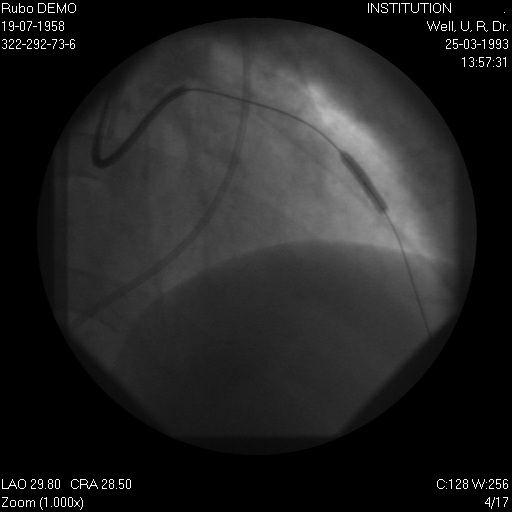 Rubo DEMO
INSTITUTION .
19-07-1958
Well, U, R, Dr.
322-292-73-6
25-03-1993
13:57:31
LAO 29.80 CRA 28.50
C:128 W:256
Zoom (1.000x)
4/17